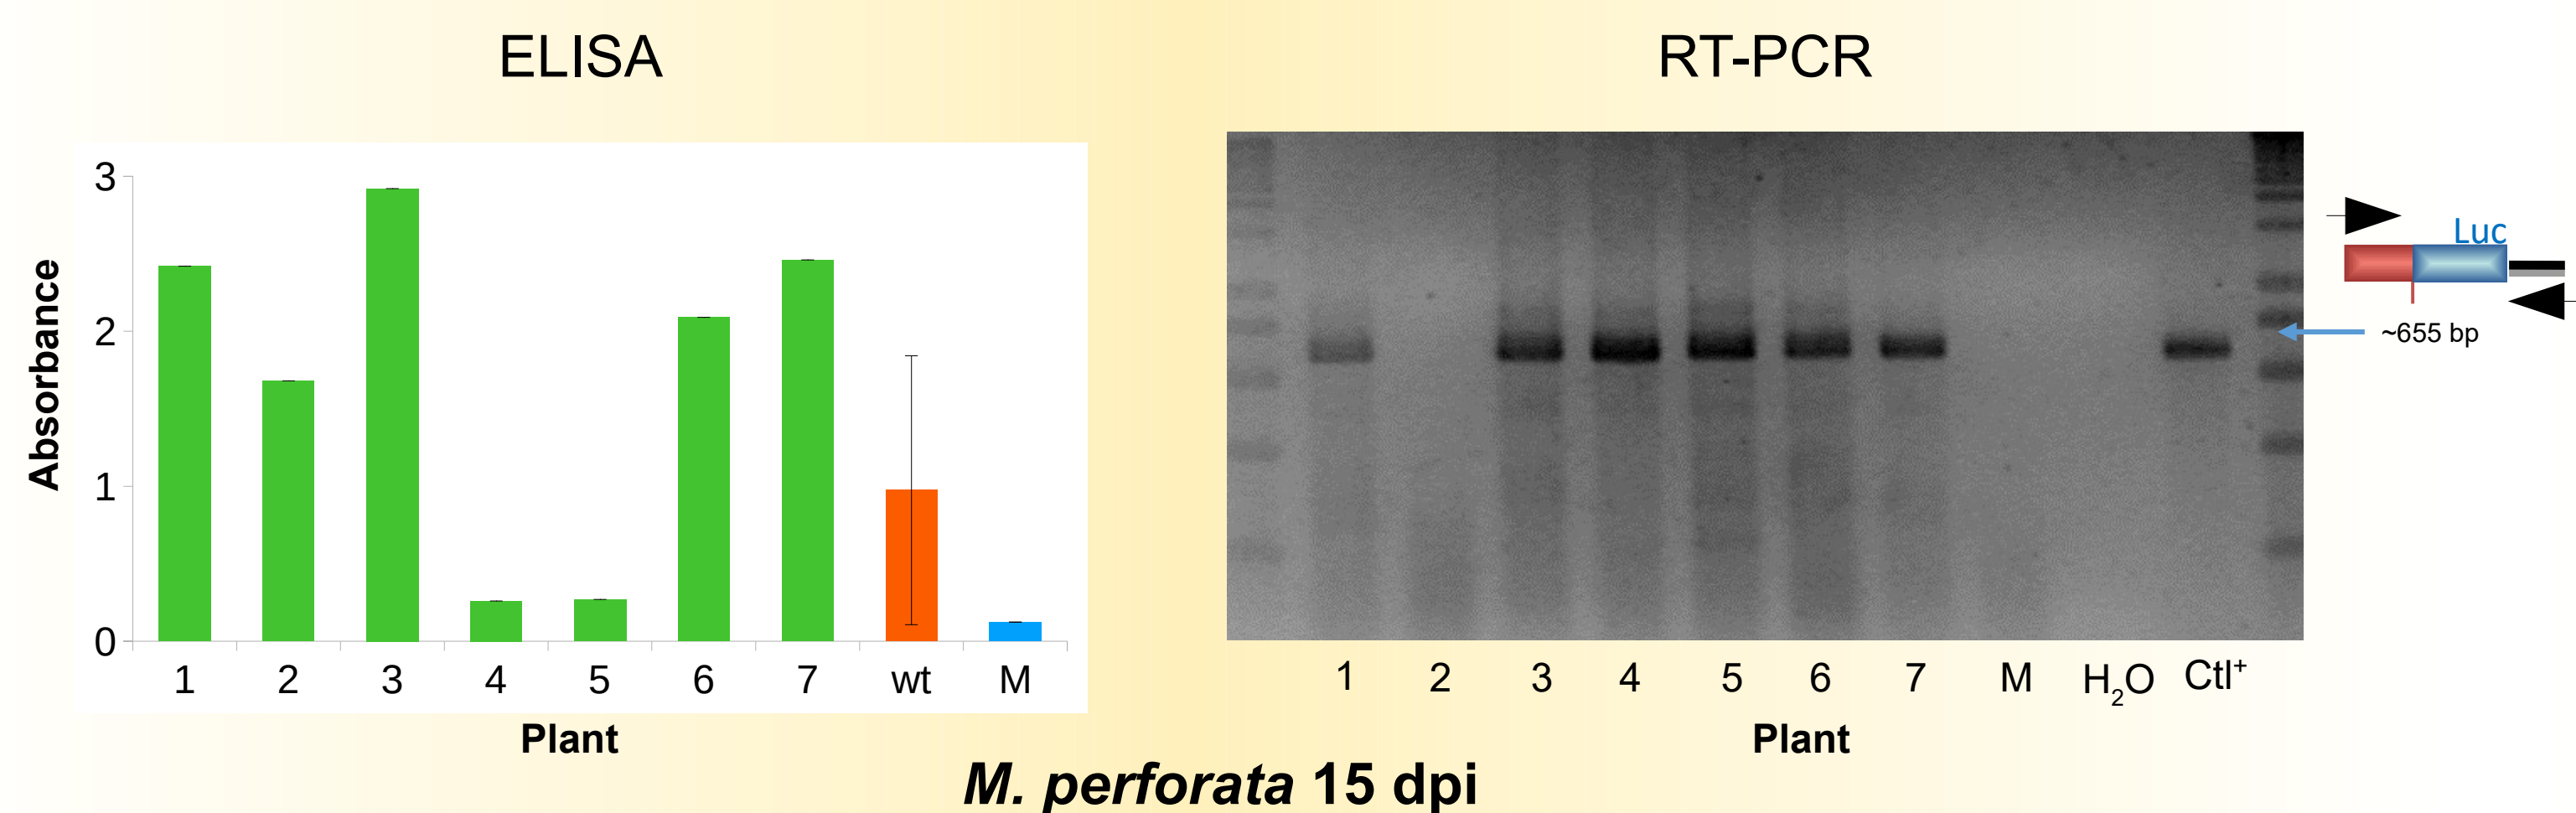 ELISA
3
2
1
0
Absorbance
1 2 3 4 5 6 7 wt M
Plant
RT-PCR
Luc
~655 bp
1 2 3 4 5 6 7 M H₂O Ctl⁺
Plant
M. perforata 15 dpi